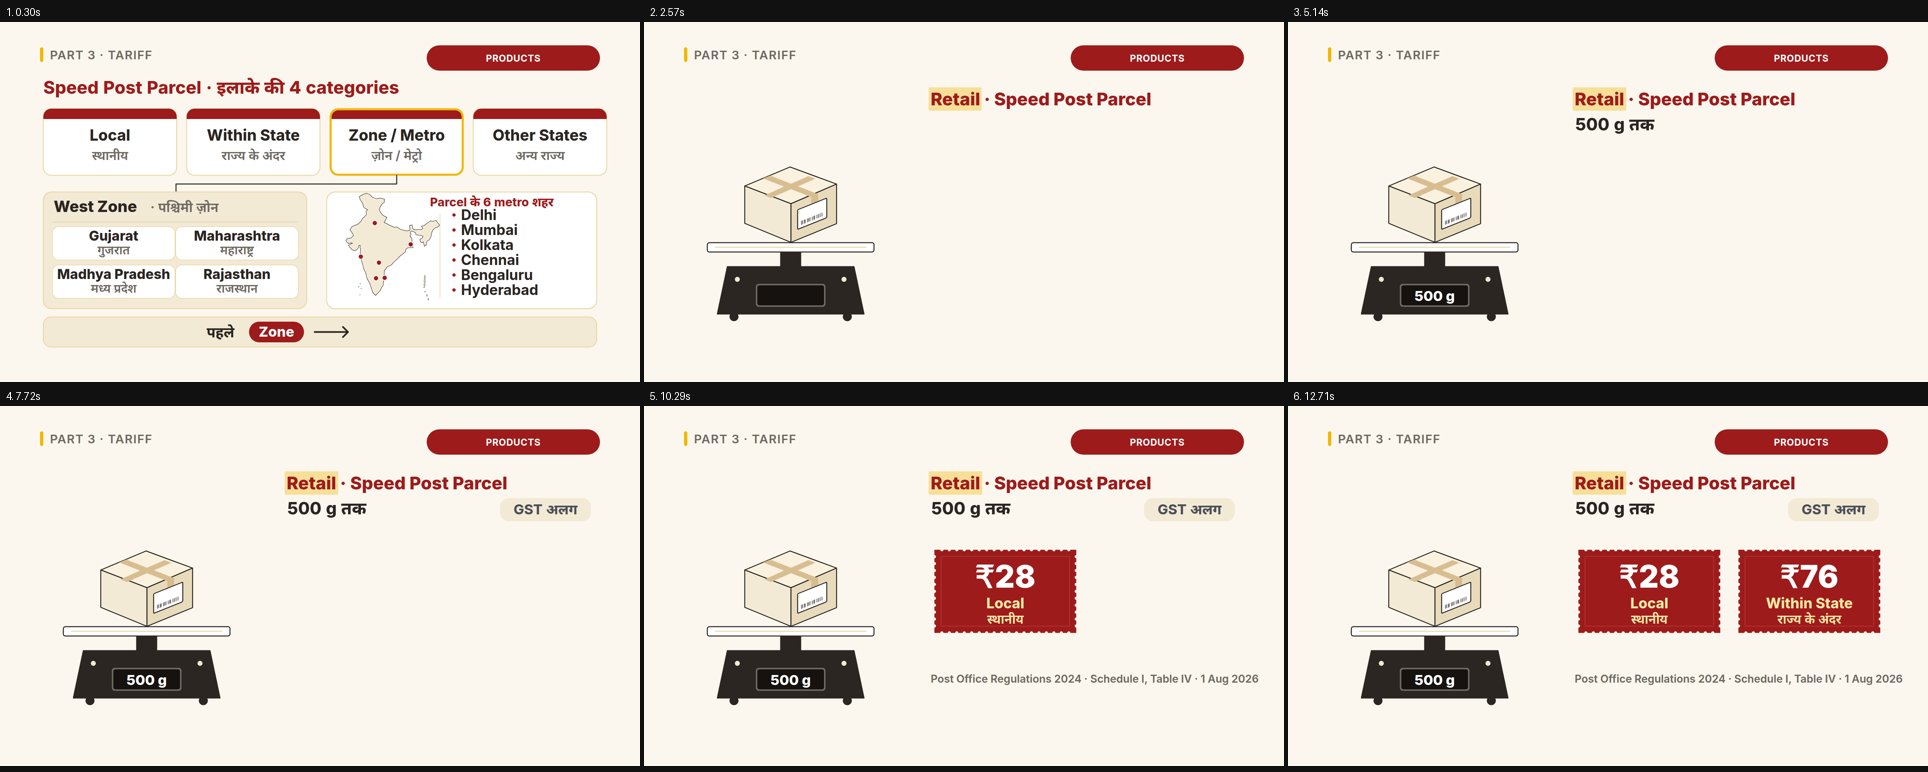 1. 0.30s
PART 3 · TARIFF
PRODUCTS
Speed Post Parcel · इलाके की 4 categories
Local
स्थानीय
Within State
राज्य के अंदर
Zone / Metro
ज़ोन / मेट्रो
Other States
अन्य राज्य
West Zone · पश्चिमी ज़ोन
Gujarat
गुजरात
Maharashtra
महाराष्ट्र
Madhya Pradesh
मध्य प्रदेश
Rajasthan
राजस्थान
Parcel के 6 metro शहर
• Delhi
• Mumbai
• Kolkata
• Chennai
• Bengaluru
• Hyderabad
पहले Zone
2. 2.57s
PART 3 · TARIFF
PRODUCTS
Retail · Speed Post Parcel
3. 5.14s
PART 3 · TARIFF
PRODUCTS
Retail · Speed Post Parcel
500 g तक
500 g
4. 7.72s
PART 3 · TARIFF
PRODUCTS
Retail · Speed Post Parcel
500 g तक
GST अलग
500 g
5. 10.29s
PART 3 · TARIFF
PRODUCTS
Retail · Speed Post Parcel
500 g तक
GST अलग
₹28
Local
स्थानीय
500 g
Post Office Regulations 2024 · Schedule I, Table IV · 1 Aug 2026
6. 12.71s
PART 3 · TARIFF
PRODUCTS
Retail · Speed Post Parcel
500 g तक
GST अलग
₹28
Local
स्थानीय
₹76
Within State
राज्य के अंदर
500 g
Post Office Regulations 2024 · Schedule I, Table IV · 1 Aug 2026